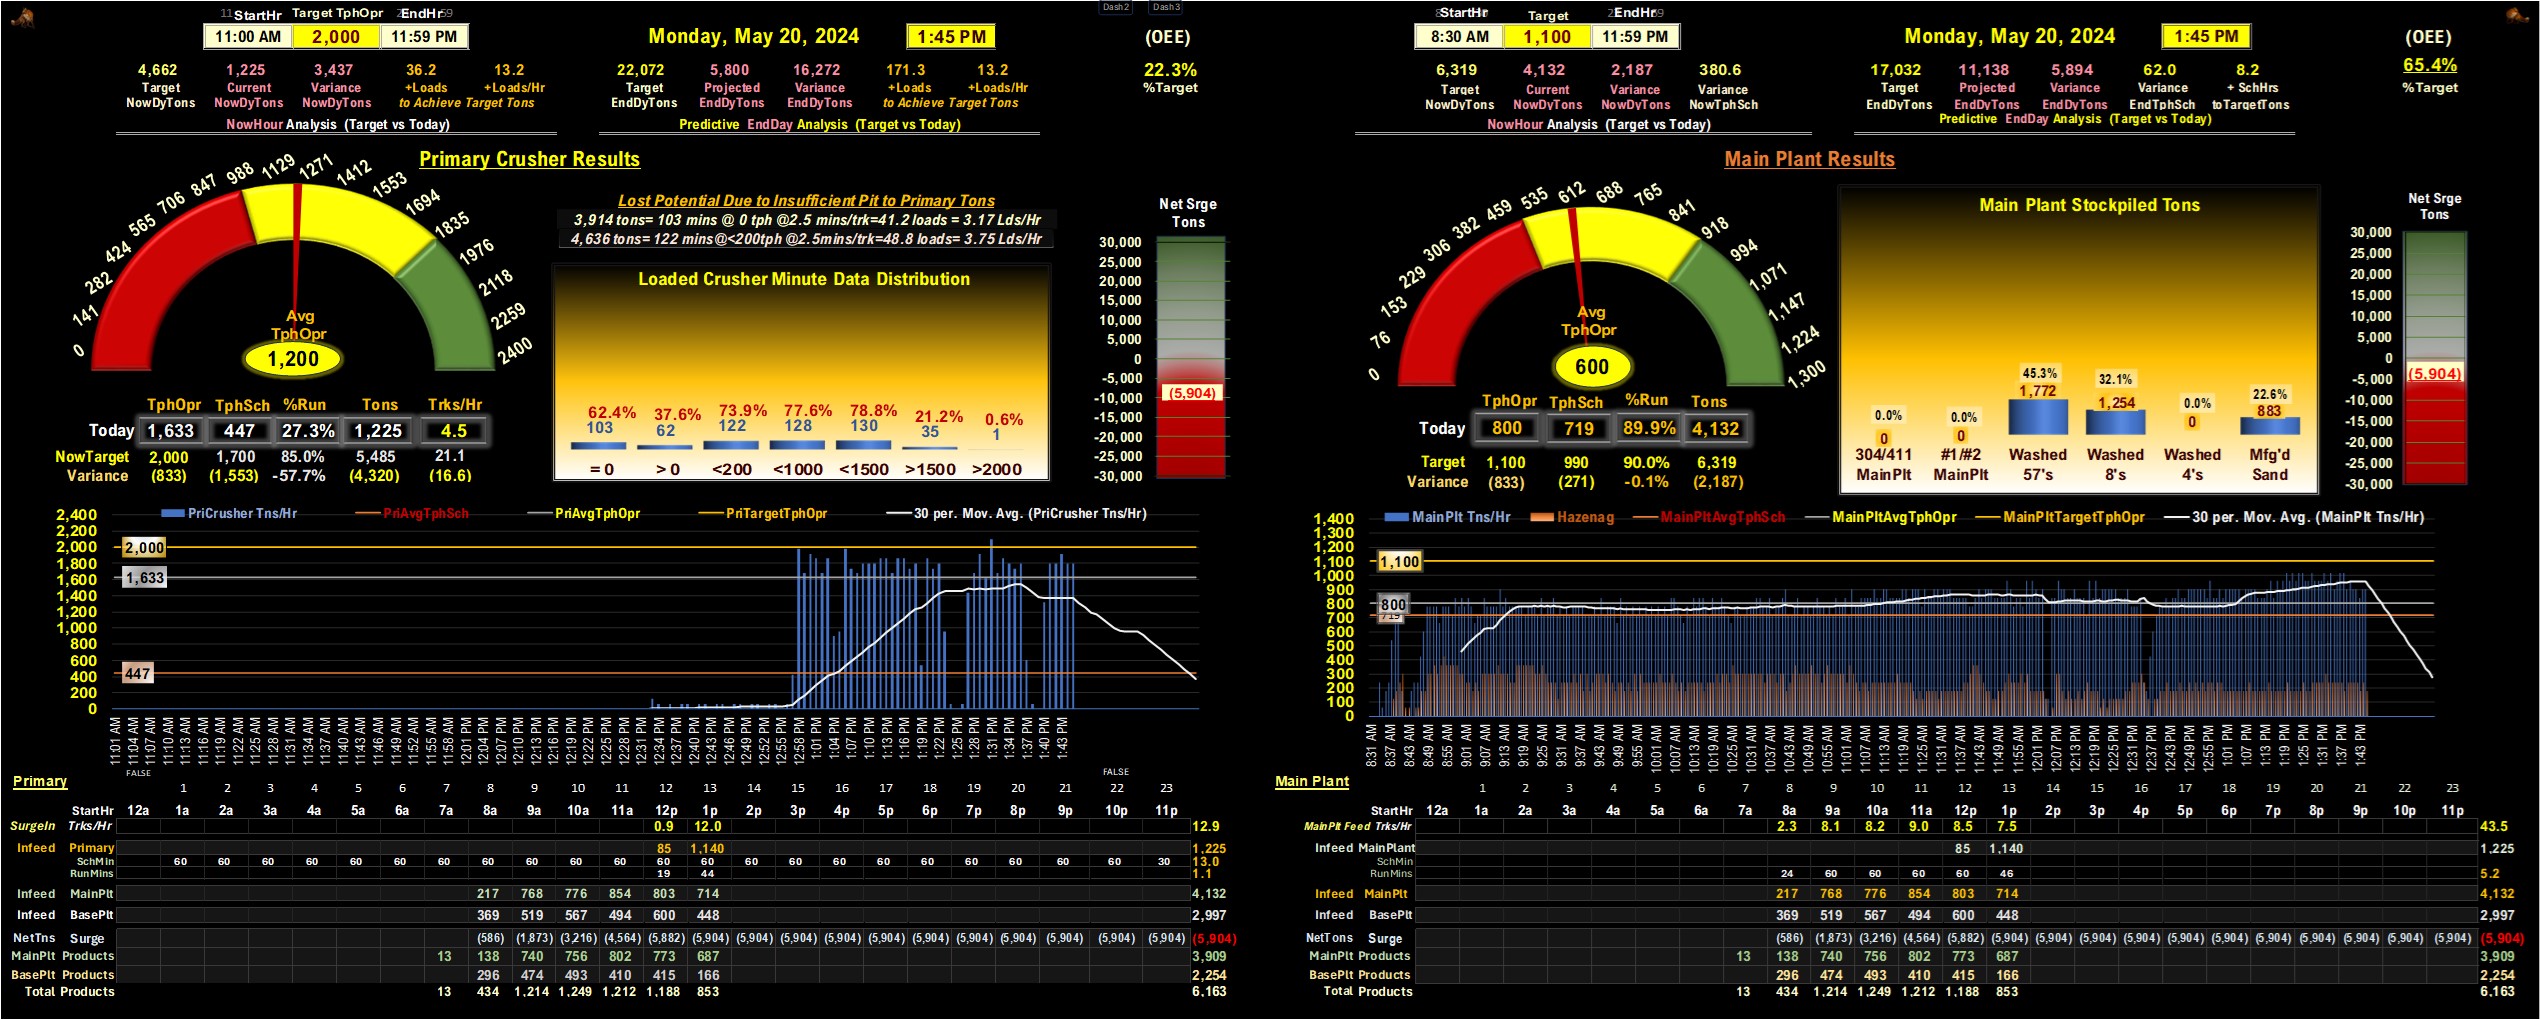 Dash2 Dash3
StartHr Target TphOpr EndHr
11:00 AM 2,000 11:59 PM
Monday, May 20, 2024 1:45 PM (OEE)
22.3%
%Target
4,662 1,225 3,437 36.2 13.2
Target Current Variance +Loads +Loads/Hr
NowDyTons NowDyTons NowDyTons to Achieve Target Tons
NowHour Analysis (Target vs Today)
22,072 5,800 16,272 171.3 13.2
Target Projected Variance +Loads +Loads/Hr
EndDyTons EndDyTons EndDyTons to Achieve Target Tons
Predictive EndDay Analysis (Target vs Today)
Primary Crusher Results
0 141 282 424 565 706 847 988 1129 1271 1412 1553 1694 1835 1976 2118 2259 2400
Avg
TphOpr
1,200
Lost Potential Due to Insufficient Pit to Primary Tons
3,914 tons= 103 mins @ 0 tph @2.5 mins/trk=41.2 loads = 3.17 Lds/Hr
4,636 tons= 122 mins@<200tph @2.5mins/trk=48.8 loads= 3.75 Lds/Hr
Loaded Crusher Minute Data Distribution
62.4% 37.6% 73.9% 77.6% 78.8% 21.2% 0.6%
103 62 122 128 130 35 1
= 0 > 0 <200 <1000 <1500 >1500 >2000
Net Srge
Tons
30,000
25,000
20,000
15,000
10,000
5,000
0
-5,000
(5,904)
-10,000
-15,000
-20,000
-25,000
-30,000
TphOpr TphSch %Run Tons Trks/Hr
Today 1,633 447 27.3% 1,225 4.5
NowTarget 2,000 1,700 85.0% 5,485 21.1
Variance (833) (1,553) -57.7% (4,320) (16.6)
PriCrusher Tns/Hr PriAvgTphSch PriAvgTphOpr PriTargetTphOpr 30 per. Mov. Avg. (PriCrusher Tns/Hr)
2,400
2,200
2,000 2,000
1,800
1,600 1,633
1,400
1,200
1,000
800
600
400 447
200
0
11:01 AM 11:04 AM 11:07 AM 11:10 AM 11:13 AM 11:16 AM 11:19 AM 11:22 AM 11:25 AM 11:28 AM 11:31 AM 11:34 AM 11:37 AM 11:40 AM 11:43 AM 11:46 AM 11:49 AM 11:52 AM 11:55 AM 11:58 AM 12:01 PM 12:04 PM 12:07 PM 12:10 PM 12:13 PM 12:16 PM 12:19 PM 12:22 PM 12:25 PM 12:28 PM 12:31 PM 12:34 PM 12:37 PM 12:40 PM 12:43 PM 12:46 PM 12:49 PM 12:52 PM 12:55 PM 12:58 PM 1:01 PM 1:04 PM 1:07 PM 1:10 PM 1:13 PM 1:16 PM 1:19 PM 1:22 PM 1:25 PM 1:28 PM 1:31 PM 1:34 PM 1:37 PM 1:40 PM 1:43 PM
FALSE FALSE
Primary 1 2 3 4 5 6 7 8 9 10 11 12 13 14 15 16 17 18 19 20 21 22 23
StartHr 12a 1a 2a 3a 4a 5a 6a 7a 8a 9a 10a 11a 12p 1p 2p 3p 4p 5p 6p 7p 8p 9p 10p 11p
SurgeIn Trks/Hr 0.9 12.0 12.9
Infeed Primary 85 1,140 1,225
SchMin 60 60 60 60 60 60 60 60 60 60 60 60 60 60 60 60 60 60 60 60 60 60 30 13.0
RunMins 19 44 1.1
Infeed MainPlt 217 768 776 854 803 714 4,132
Infeed BasePlt 369 519 567 494 600 448 2,997
NetTns Surge (586) (1,873) (3,216) (4,564) (5,882) (5,904) (5,904) (5,904) (5,904) (5,904) (5,904) (5,904) (5,904) (5,904) (5,904) (5,904) (5,904)
MainPlt Products 13 138 740 756 802 773 687 3,909
BasePlt Products 296 474 493 410 415 166 2,254
Total Products 13 434 1,214 1,249 1,212 1,188 853 6,163
StartHr Target EndHr
8:30 AM 1,100 11:59 PM
Monday, May 20, 2024 1:45 PM (OEE)
65.4%
%Target
6,319 4,132 2,187 380.6
Target Current Variance Variance
NowDyTons NowDyTons NowDyTons NowTphSch
NowHour Analysis (Target vs Today)
17,032 11,138 5,894 62.0 8.2
Target Projected Variance Variance + SchHrs
EndDyTons EndDyTons EndDyTons EndTphSch toTargetTons
Predictive EndDay Analysis (Target vs Today)
Main Plant Results
0 76 153 229 306 382 459 535 612 688 765 841 918 994 1,071 1,147 1,224 1,300
Avg
TphOpr
600
Main Plant Stockpiled Tons
0.0% 0.0% 45.3% 32.1% 0.0% 22.6%
0 0 1,772 1,254 0 883
304/411 #1/#2 Washed Washed Washed Mfg'd
MainPlt MainPlt 57's 8's 4's Sand
Net Srge
Tons
30,000
25,000
20,000
15,000
10,000
5,000
0
(5,904)
-5,000
-10,000
-15,000
-20,000
-25,000
-30,000
TphOpr TphSch %Run Tons
Today 800 719 89.9% 4,132
Target 1,100 990 90.0% 6,319
Variance (833) (271) -0.1% (2,187)
MainPlt Tns/Hr Hazenag MainPltAvgTphSch MainPltAvgTphOpr MainPltTargetTphOpr 30 per. Mov. Avg. (MainPlt Tns/Hr)
1,400
1,300
1,200
1,100 1,100
1,000
900
800 800
700 719
600
500
400
300
200
100
0
8:31 AM 8:37 AM 8:43 AM 8:49 AM 8:55 AM 9:01 AM 9:07 AM 9:13 AM 9:19 AM 9:25 AM 9:31 AM 9:37 AM 9:43 AM 9:49 AM 9:55 AM 10:01 AM 10:07 AM 10:13 AM 10:19 AM 10:25 AM 10:31 AM 10:37 AM 10:43 AM 10:49 AM 10:55 AM 11:01 AM 11:07 AM 11:13 AM 11:19 AM 11:25 AM 11:31 AM 11:37 AM 11:43 AM 11:49 AM 11:55 AM 12:01 PM 12:07 PM 12:13 PM 12:19 PM 12:25 PM 12:31 PM 12:37 PM 12:43 PM 12:49 PM 12:55 PM 1:01 PM 1:07 PM 1:13 PM 1:19 PM 1:25 PM 1:31 PM 1:37 PM 1:43 PM
Main Plant 1 2 3 4 5 6 7 8 9 10 11 12 13 14 15 16 17 18 19 20 21 22 23
StartHr 12a 1a 2a 3a 4a 5a 6a 7a 8a 9a 10a 11a 12p 1p 2p 3p 4p 5p 6p 7p 8p 9p 10p 11p
MainPlt Feed Trks/Hr 2.3 8.1 8.2 9.0 8.5 7.5 43.5
Infeed MainPlant 85 1,140 1,225
SchMin
RunMins 24 60 60 60 60 46 5.2
Infeed MainPlt 217 768 776 854 803 714 4,132
Infeed BasePlt 369 519 567 494 600 448 2,997
NetTons Surge (586) (1,873) (3,216) (4,564) (5,882) (5,904) (5,904) (5,904) (5,904) (5,904) (5,904) (5,904) (5,904) (5,904) (5,904) (5,904) (5,904)
MainPlt Products 13 138 740 756 802 773 687 3,909
BasePlt Products 296 474 493 410 415 166 2,254
Total Products 13 434 1,214 1,249 1,212 1,188 853 6,163